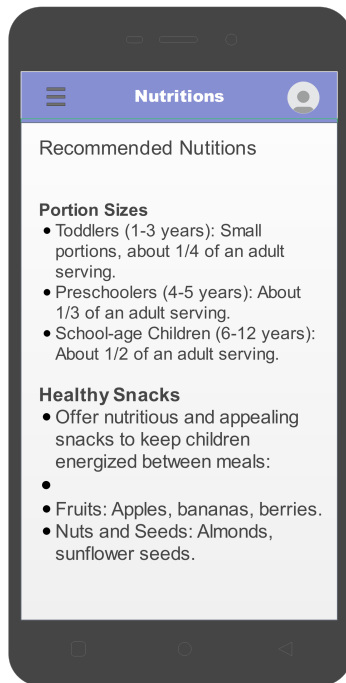 Nutritions
Recommended Nutitions
Portion Sizes
● Toddlers (1-3 years): Small
portions, about 1/4 of an adult
serving.
● Preschoolers (4-5 years): About
1/3 of an adult serving.
● School-age Children (6-12 years):
About 1/2 of an adult serving.
Healthy Snacks
● Offer nutritious and appealing
snacks to keep children
energized between meals:
●
● Fruits: Apples, bananas, berries.
● Nuts and Seeds: Almonds,
sunflower seeds.